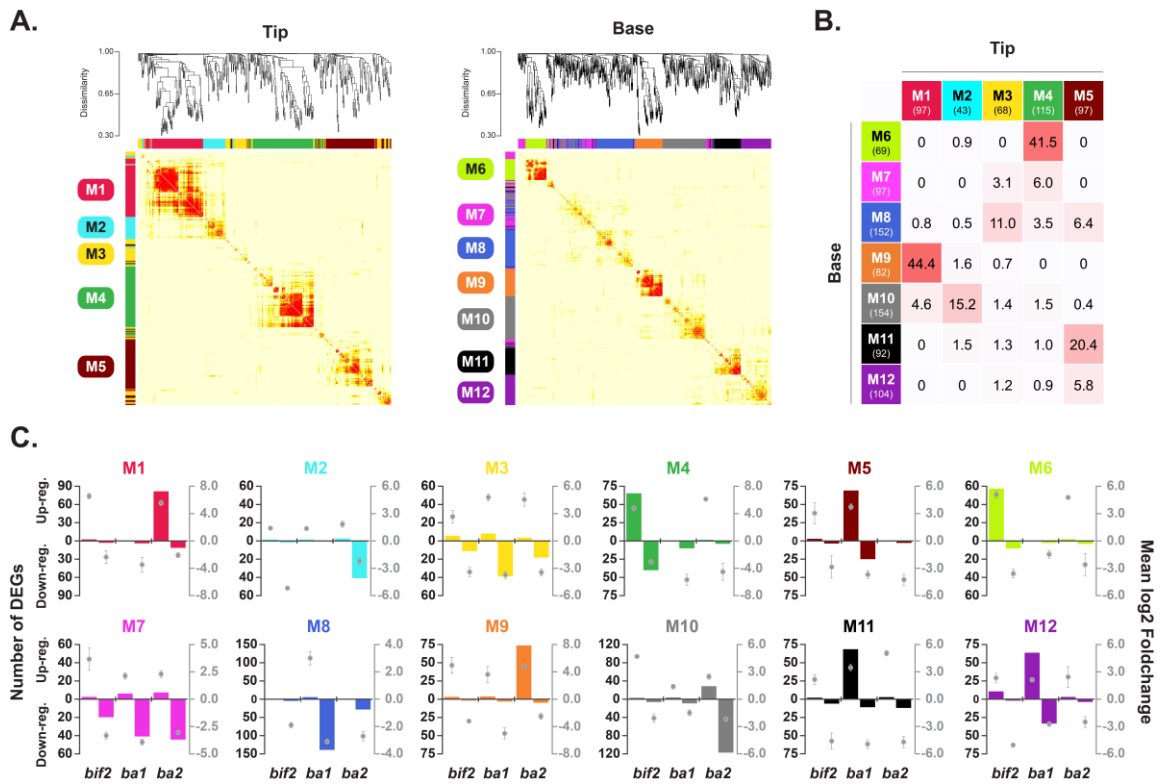 A.
Tip
Base
B.
Tip
Dissimilarity
1.00
0.65
0.30
M1
M2
M3
M4
M5
Dissimilarity
1.00
0.65
0.30
M6
M7
M8
M9
M10
M11
M12
M1 M2 M3 M4 M5
(97) (43) (68) (115) (97)
Base
M6 (69) 0 0.9 0 41.5 0
M7 (97) 0 0 3.1 6.0 0
M8 (152) 0.8 0.5 11.0 3.5 6.4
M9 (82) 44.4 1.6 0.7 0 0
M10 (154) 4.6 15.2 1.4 1.5 0.4
M11 (92) 0 1.5 1.3 1.0 20.4
M12 (104) 0 0 1.2 0.9 5.8
C.
Number of DEGs
Up-reg.
Down-reg.
Up-reg.
Down-reg.
Mean log2 Foldchange
M1
90 60 30 0 30 60 90
8.0 4.0 0.0 -4.0 -8.0
M2
60 40 20 0 20 40 60
6.0 3.0 0.0 -3.0 -6.0
M3
60 40 20 0 20 40 60
6.0 3.0 0.0 -3.0 -6.0
M4
75 50 25 0 25 50 75
6.0 3.0 0.0 -3.0 -6.0
M5
75 50 25 0 25 50 75
6.0 3.0 0.0 -3.0 -6.0
M6
60 40 20 0 20 40 60
6.0 3.0 0.0 -3.0 -6.0
M7
60 40 20 0 20 40 60
5.0 2.5 0.0 -2.5 -5.0
M8
150 100 50 0 50 100 150
4.0 2.0 0.0 -2.0 -4.0
M9
75 50 25 0 25 50 75
8.0 4.0 0.0 -4.0 -8.0
M10
120 80 40 0 40 80 120
6.0 3.0 0.0 -3.0 -6.0
M11
75 50 25 0 25 50 75
6.0 3.0 0.0 -3.0 -6.0
M12
75 50 25 0 25 50 75
6.0 3.0 0.0 -3.0 -6.0
bif2 ba1 ba2
bif2 ba1 ba2
bif2 ba1 ba2
bif2 ba1 ba2
bif2 ba1 ba2
bif2 ba1 ba2